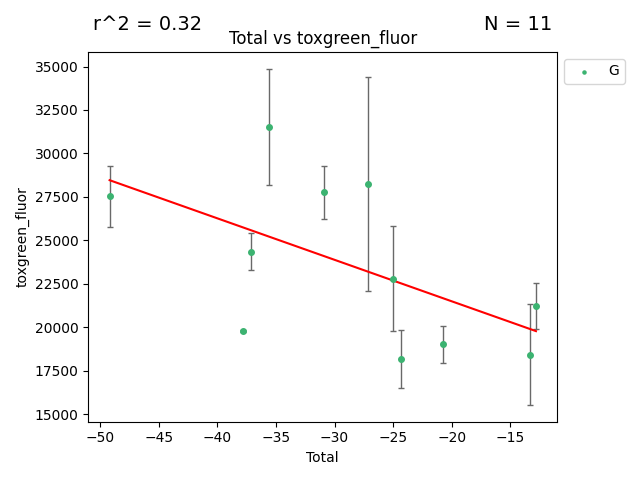 r^2 = 0.32
N = 11
Total vs toxgreen_fluor
G
35000
32500
30000
27500
25000
22500
20000
17500
15000
toxgreen_fluor
−50
−45
−40
−35
−30
−25
−20
−15
Total